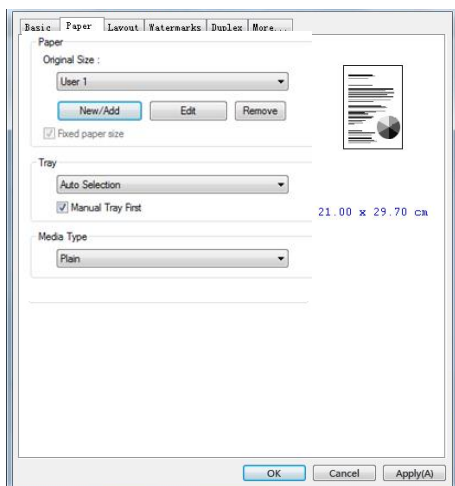 Basic Paper Layout Watermarks Duplex More...
Paper
Original Size :
User 1
New/Add Edit Remove
Fixed paper size
Tray
Auto Selection
Manual Tray First
21.00 x 29.70 cm
Media Type
Plain
OK Cancel Apply(A)